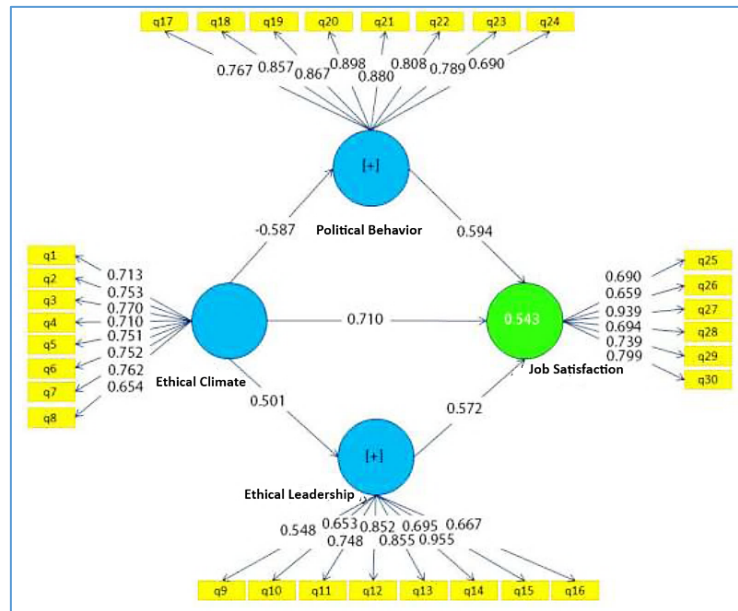 q17 q18 q19 q20 q21 q22 q23 q24
0.767 0.857 0.867 0.898 0.880 0.808 0.789 0.690
[+]
Political Behavior
-0.587 0.594
q1
q2
q3
q4
q5
q6
q7
q8
0.713
0.753
0.770
0.710
0.751
0.752
0.762
0.654
Ethical Climate
0.710
0.543
Job Satisfaction
0.690
0.659
0.939
0.694
0.739
0.799
q25
q26
q27
q28
q29
q30
0.501 0.572
[+]
Ethical Leadership
0.548 0.653 0.748 0.852 0.855 0.695 0.955 0.667
q9 q10 q11 q12 q13 q14 q15 q16